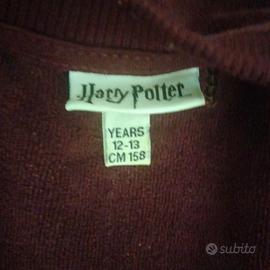 Harry Potter
YEARS
12-13
CM 158
subito